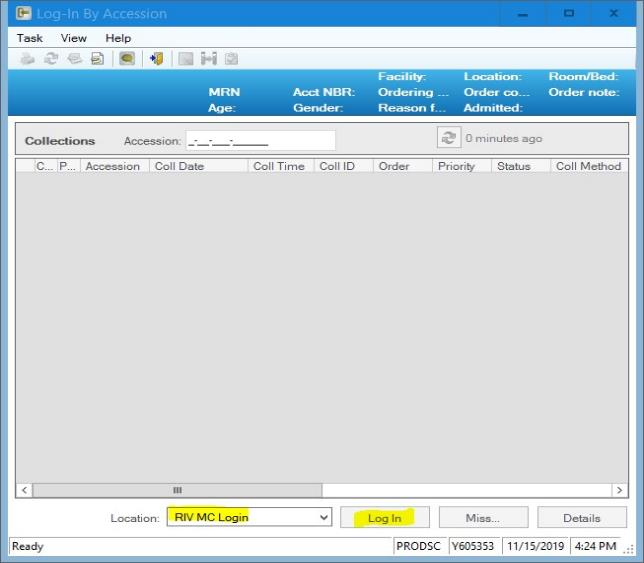 Log-In By Accession
Task View Help
Facility: Location: Room/Bed:
MRN Acct NBR: Ordering ... Order co... Order note:
Age: Gender: Reason f... Admitted:
Collections Accession: _-__-___-______ 0 minutes ago
C... P... Accession Coll Date Coll Time Coll ID Order Priority Status Coll Method
Location: RIV MC Login Log In Miss... Details
Ready PRODSC Y605353 11/15/2019 4:24 PM